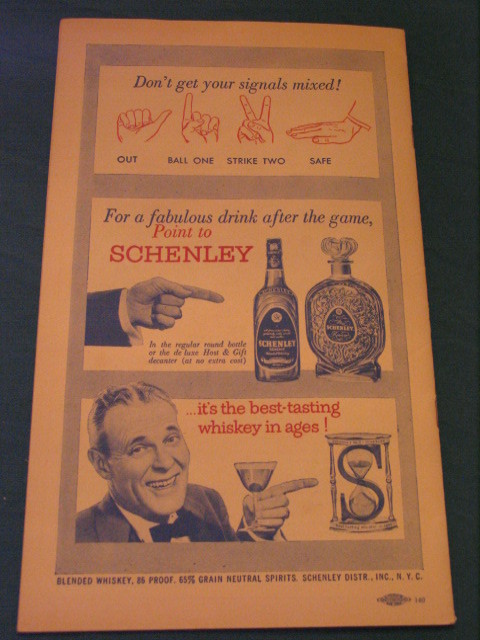 Don't get your signals mixed!
OUT BALL ONE STRIKE TWO SAFE
For a fabulous drink after the game,
Point to
SCHENLEY
In the regular round bottle
or the de luxe Host & Gift
decanter (at no extra cost)
SCHENLEY
SCHENLEY
...it's the best-tasting
whiskey in ages!
S
BLENDED WHISKEY, 86 PROOF. 65% GRAIN NEUTRAL SPIRITS. SCHENLEY DISTR., INC., N. Y. C.
140